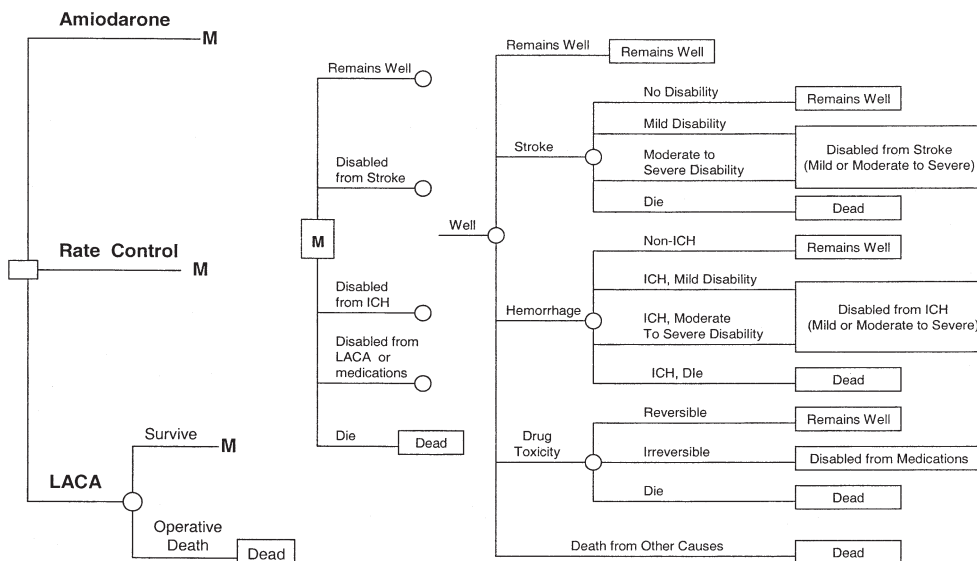 Amiodarone
M
Rate Control
M
Survive
M
LACA
Operative
Death
Dead
Remains Well
Disabled
from Stroke
M
Disabled
from ICH
Disabled from
LACA or
medications
Die
Dead
Well
Remains Well
Remains Well
Stroke
No Disability
Remains Well
Mild Disability
Moderate to
Severe Disability
Disabled from Stroke
(Mild or Moderate to Severe)
Die
Dead
Hemorrhage
Non-ICH
Remains Well
ICH, Mild Disability
ICH, Moderate
To Severe Disability
Disabled from ICH
(Mild or Moderate to Severe)
ICH, DIe
Dead
Drug
Toxicity
Reversible
Remains Well
Irreversible
Disabled from Medications
Die
Dead
Death from Other Causes
Dead